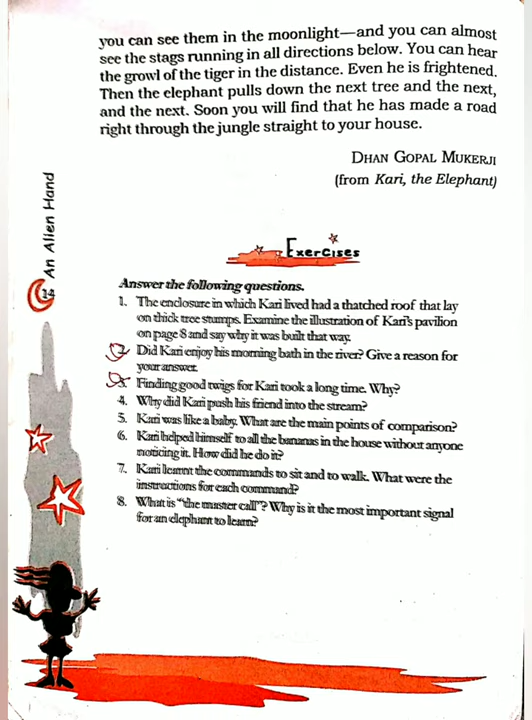 you can see them in the moonlight—and you can almost
see the stags running in all directions below. You can hear
the growl of the tiger in the distance. Even he is frightened.
Then the elephant pulls down the next tree and the next,
and the next. Soon you will find that he has made a road
right through the jungle straight to your house.
DHAN GOPAL MUKERJI
(from Kari, the Elephant)
An Alien Hand
14
Exercises
Answer the following questions.
1. The enclosure in which Kari lived had a thatched roof that lay
on thick tree stumps. Examine the illustration of Kari's pavilion
on page 8 and say why it was built that way.
2. Did Kari enjoy his morning bath in the river? Give a reason for
your answer.
3. Finding good twigs for Kari took a long time. Why?
4. Why did Kari push his friend into the stream?
5. Kari was like a baby. What are the main points of comparison?
6. Kari helped himself to all the bananas in the house without anyone
noticing it. How did he do it?
7. Kari learnt the commands to sit and to walk. What were the
instructions for each command?
8. What is "the master call"? Why is it the most important signal
for an elephant to learn?